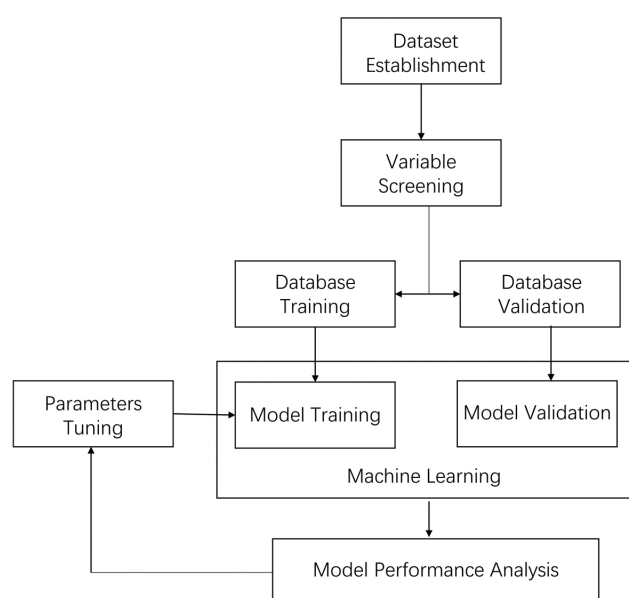 Dataset
Establishment
Variable
Screening
Database
Training
Database
Validation
Parameters
Tuning
Model Training
Model Validation
Machine Learning
Model Performance Analysis